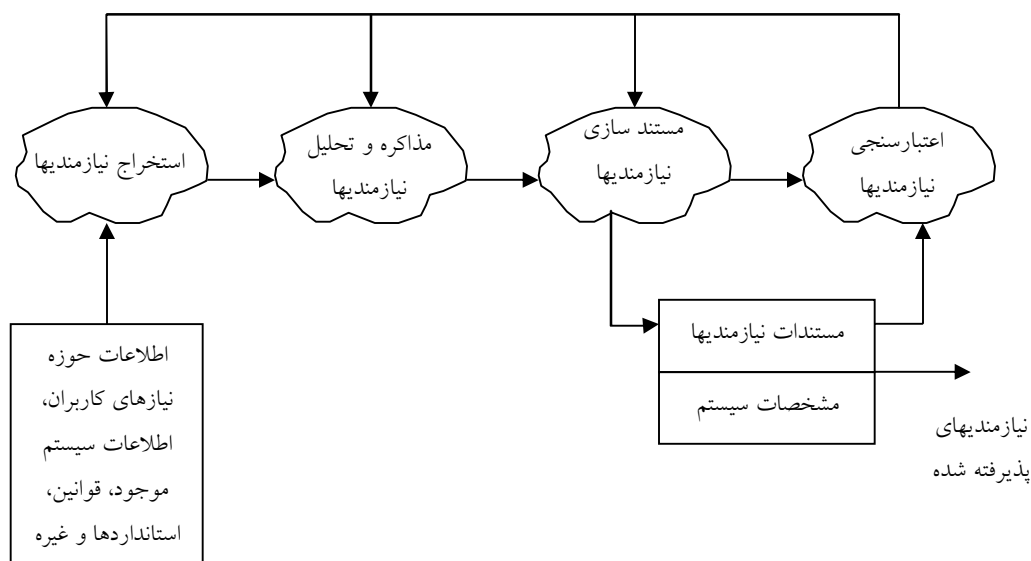 استخراج نیازمندیها
مذاکره و تحلیل
نیازمندیها
مستند سازی
نیازمندیها
اعتبارسنجی
نیازمندیها
اطلاعات حوزه
نیازهای کاربران،
اطلاعات سیستم
موجود، قوانین،
استانداردها و غیره
مستندات نیازمندیها
مشخصات سیستم
نیازمندیهای
پذیرفته شده